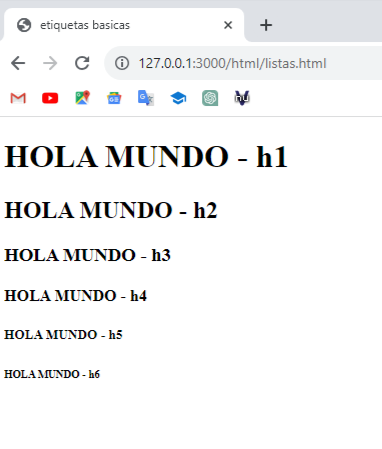 etiquetas basicas
127.0.0.1:3000/html/listas.html
HOLA MUNDO - h1
HOLA MUNDO - h2
HOLA MUNDO - h3
HOLA MUNDO - h4
HOLA MUNDO - h5
HOLA MUNDO - h6